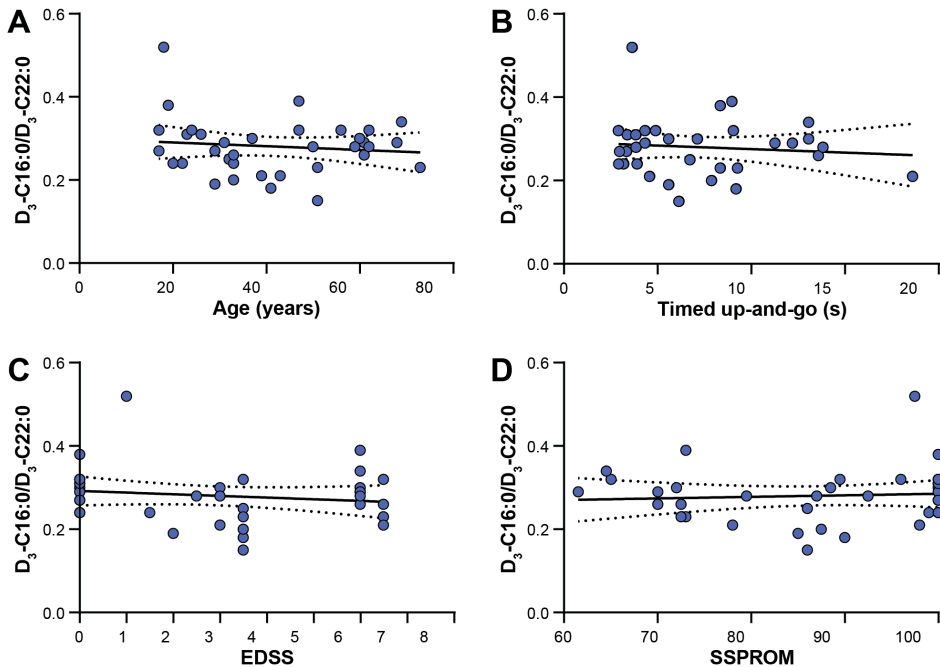 A
D3-C16:0/D3-C22:0
0.6
0.4
0.2
0.0
0 20 40 60 80
Age (years)
B
D3-C16:0/D3-C22:0
0.6
0.4
0.2
0.0
0 5 10 15 20
Timed up-and-go (s)
C
D3-C16:0/D3-C22:0
0.6
0.4
0.2
0.0
0 1 2 3 4 5 6 7 8
EDSS
D
D3-C16:0/D3-C22:0
0.6
0.4
0.2
0.0
60 70 80 90 100
SSPROM